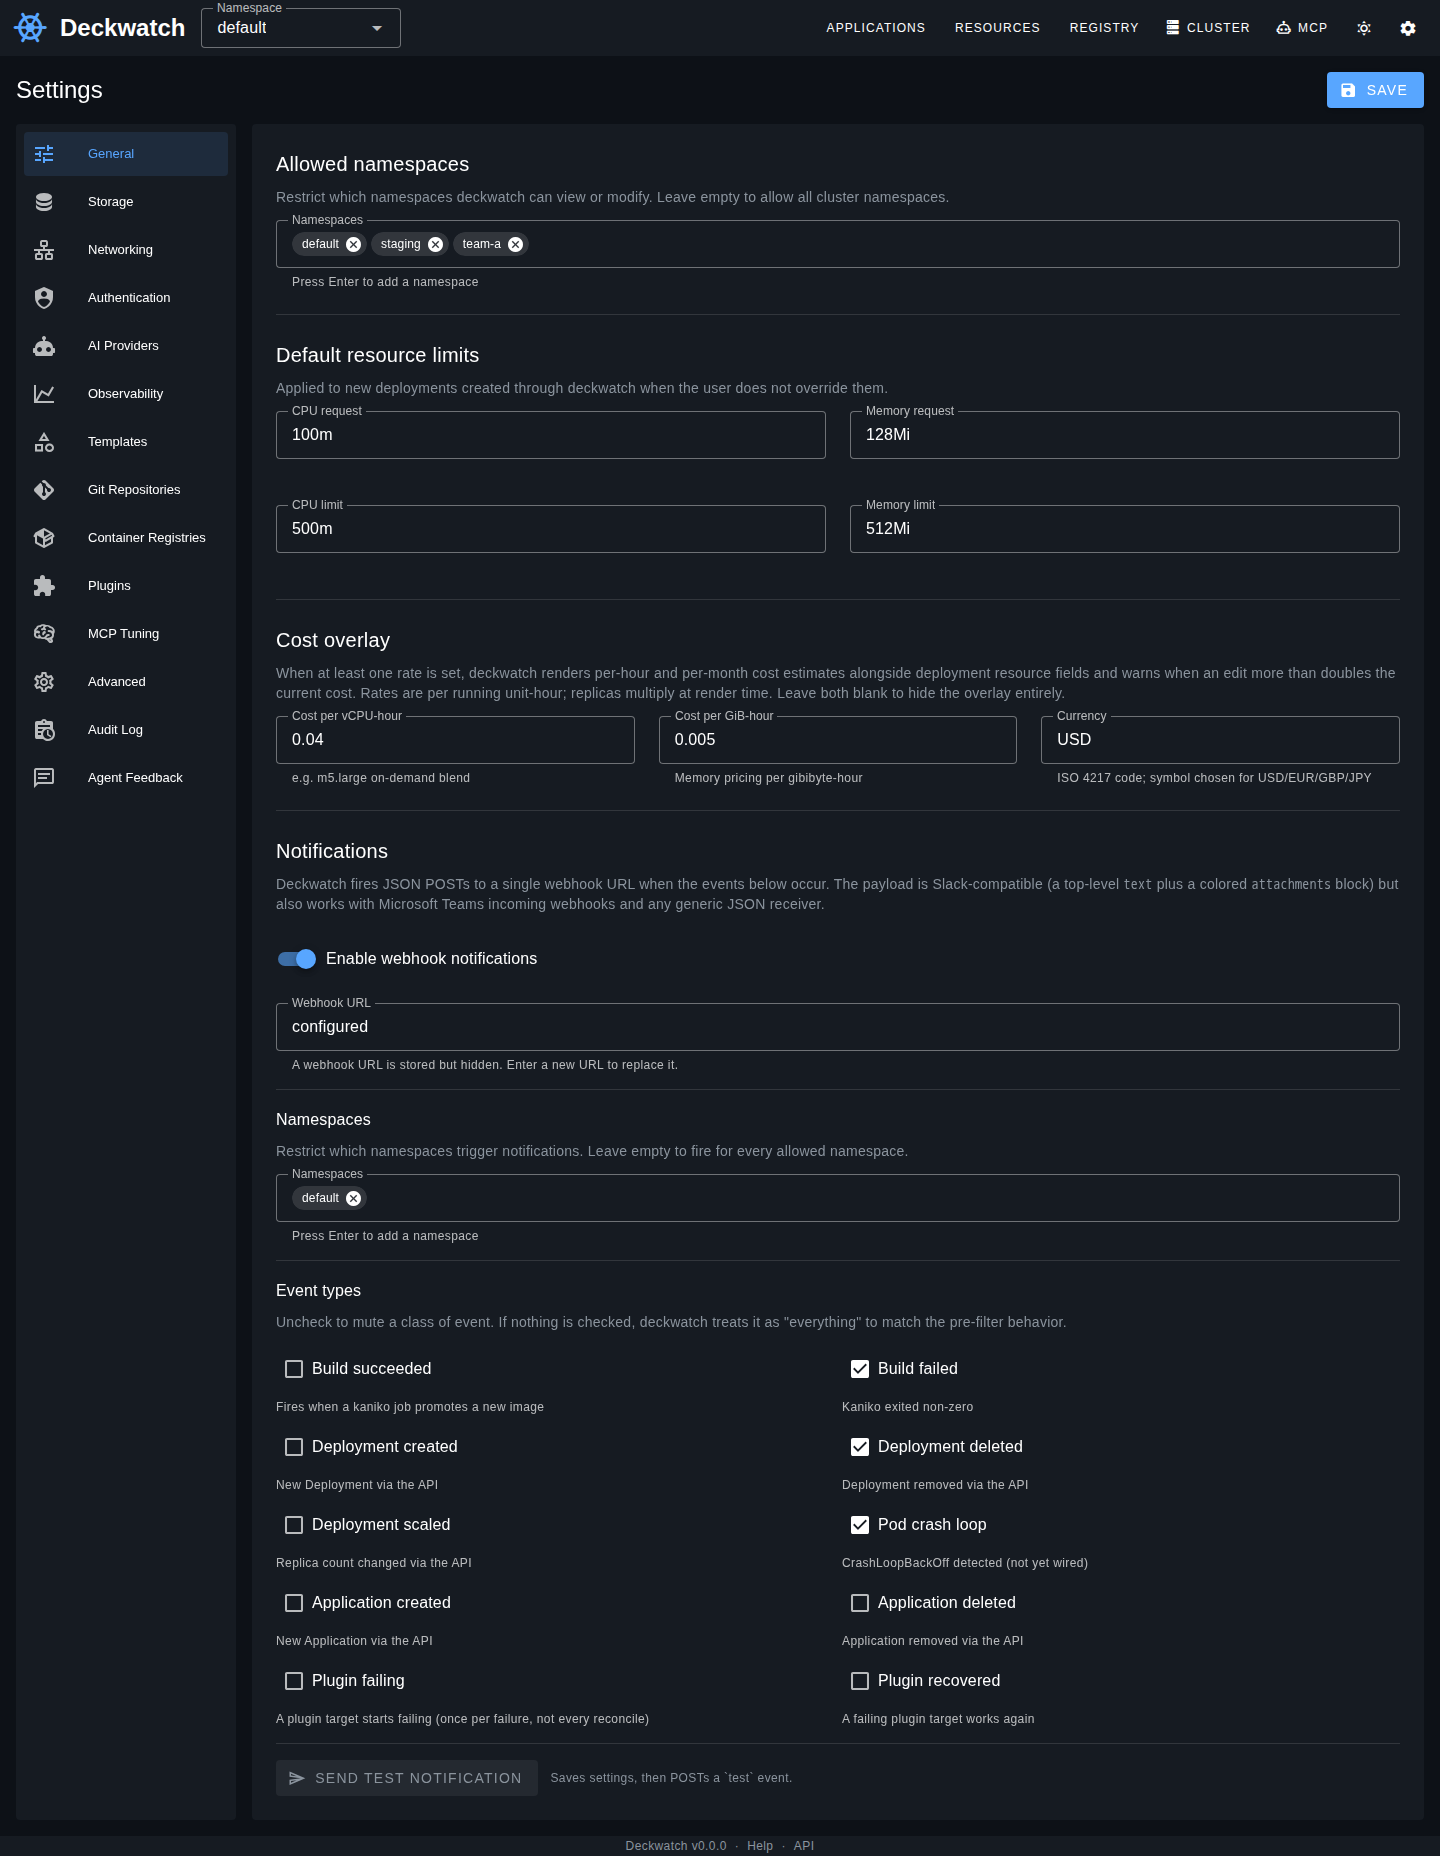 Deckwatch
Namespace
default
APPLICATIONS
RESOURCES
REGISTRY
CLUSTER
MCP
Settings
SAVE
General
Storage
Networking
Authentication
AI Providers
Observability
Templates
Git Repositories
Container Registries
Plugins
MCP Tuning
Advanced
Audit Log
Agent Feedback
Allowed namespaces
Restrict which namespaces deckwatch can view or modify. Leave empty to allow all cluster namespaces.
Namespaces
default staging team-a
Press Enter to add a namespace
Default resource limits
Applied to new deployments created through deckwatch when the user does not override them.
CPU request
100m
Memory request
128Mi
CPU limit
500m
Memory limit
512Mi
Cost overlay
When at least one rate is set, deckwatch renders per-hour and per-month cost estimates alongside deployment resource fields and warns when an edit more than doubles the
current cost. Rates are per running unit-hour; replicas multiply at render time. Leave both blank to hide the overlay entirely.
Cost per vCPU-hour
0.04
e.g. m5.large on-demand blend
Cost per GiB-hour
0.005
Memory pricing per gibibyte-hour
Currency
USD
ISO 4217 code; symbol chosen for USD/EUR/GBP/JPY
Notifications
Deckwatch fires JSON POSTs to a single webhook URL when the events below occur. The payload is Slack-compatible (a top-level text plus a colored attachments block) but
also works with Microsoft Teams incoming webhooks and any generic JSON receiver.
Enable webhook notifications
Webhook URL
configured
A webhook URL is stored but hidden. Enter a new URL to replace it.
Namespaces
Restrict which namespaces trigger notifications. Leave empty to fire for every allowed namespace.
Namespaces
default
Press Enter to add a namespace
Event types
Uncheck to mute a class of event. If nothing is checked, deckwatch treats it as "everything" to match the pre-filter behavior.
Build succeeded
Fires when a kaniko job promotes a new image
Build failed
Kaniko exited non-zero
Deployment created
New Deployment via the API
Deployment deleted
Deployment removed via the API
Deployment scaled
Replica count changed via the API
Pod crash loop
CrashLoopBackOff detected (not yet wired)
Application created
New Application via the API
Application deleted
Application removed via the API
Plugin failing
A plugin target starts failing (once per failure, not every reconcile)
Plugin recovered
A failing plugin target works again
SEND TEST NOTIFICATION
Saves settings, then POSTs a `test` event.
Deckwatch v0.0.0 · Help · API